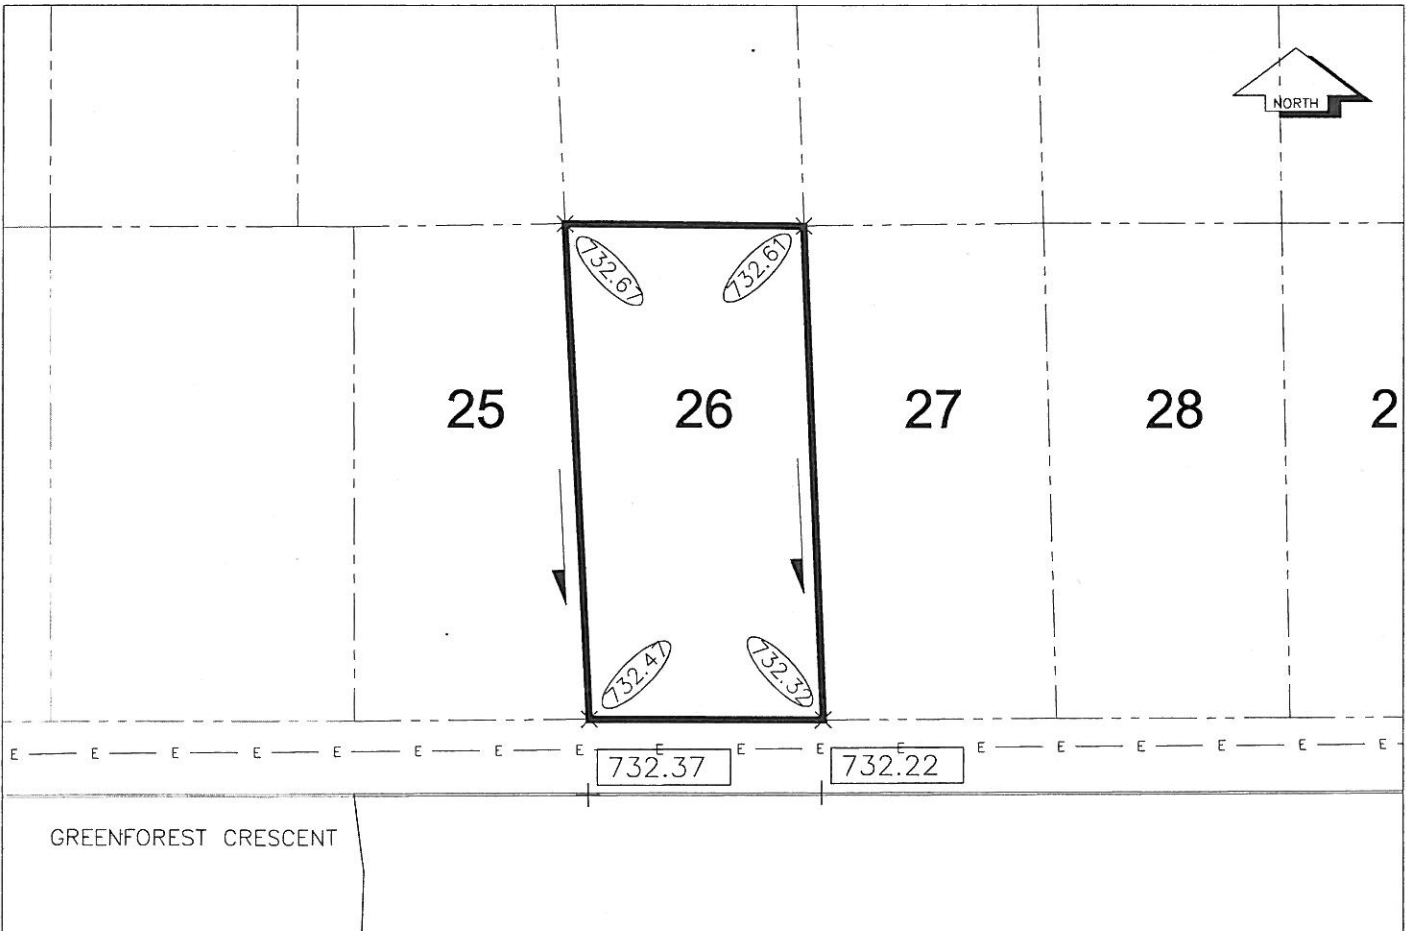 NORTH
732.67 732.61
25 26 27 28 2
732.47 732.32
E E E E E E E E E E E E E E E E E E
732.37 732.22
GREENFOREST CRESCENT